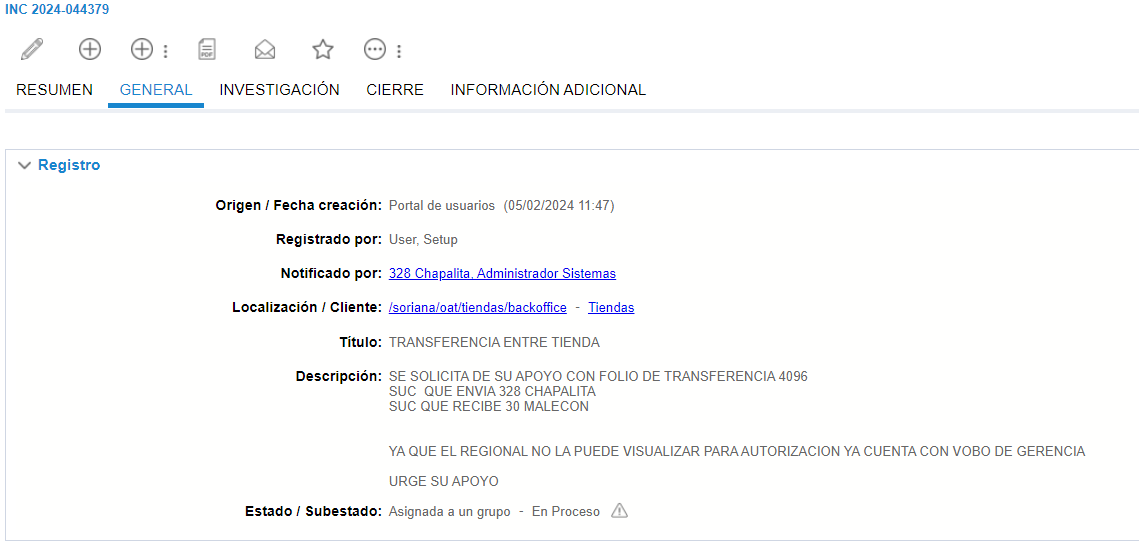 INC 2024-044379
PDF
RESUMEN GENERAL INVESTIGACIÓN CIERRE INFORMACIÓN ADICIONAL
Registro
Origen / Fecha creación: Portal de usuarios (05/02/2024 11:47)
Registrado por: User, Setup
Notificado por: 328 Chapalita, Administrador Sistemas
Localización / Cliente: /soriana/oat/tiendas/backoffice - Tiendas
Título: TRANSFERENCIA ENTRE TIENDA
Descripción: SE SOLICITA DE SU APOYO CON FOLIO DE TRANSFERENCIA 4096
SUC QUE ENVIA 328 CHAPALITA
SUC QUE RECIBE 30 MALECON
YA QUE EL REGIONAL NO LA PUEDE VISUALIZAR PARA AUTORIZACION YA CUENTA CON VOBO DE GERENCIA
URGE SU APOYO
Estado / Subestado: Asignada a un grupo - En Proceso